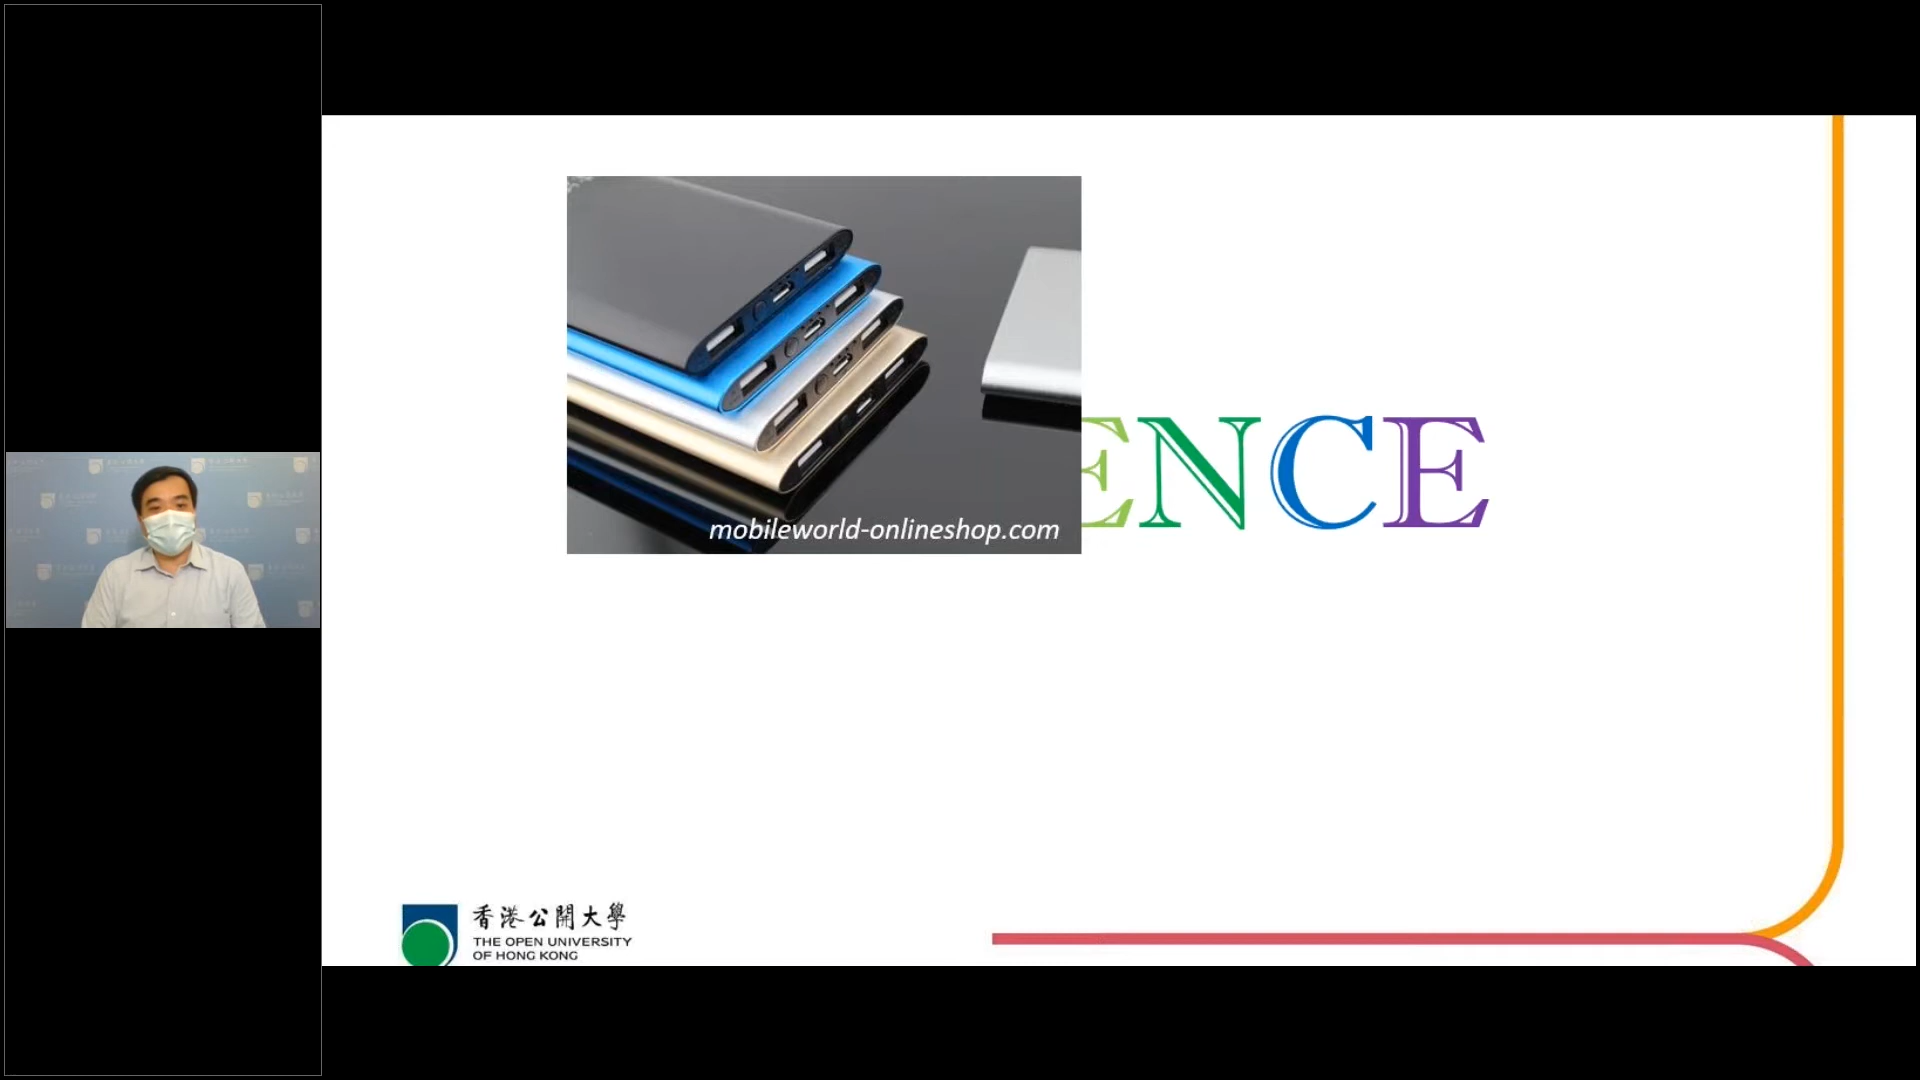 ENCE
mobileworld-onlineshop.com
香港公開大學
THE OPEN UNIVERSITY
OF HONG KONG